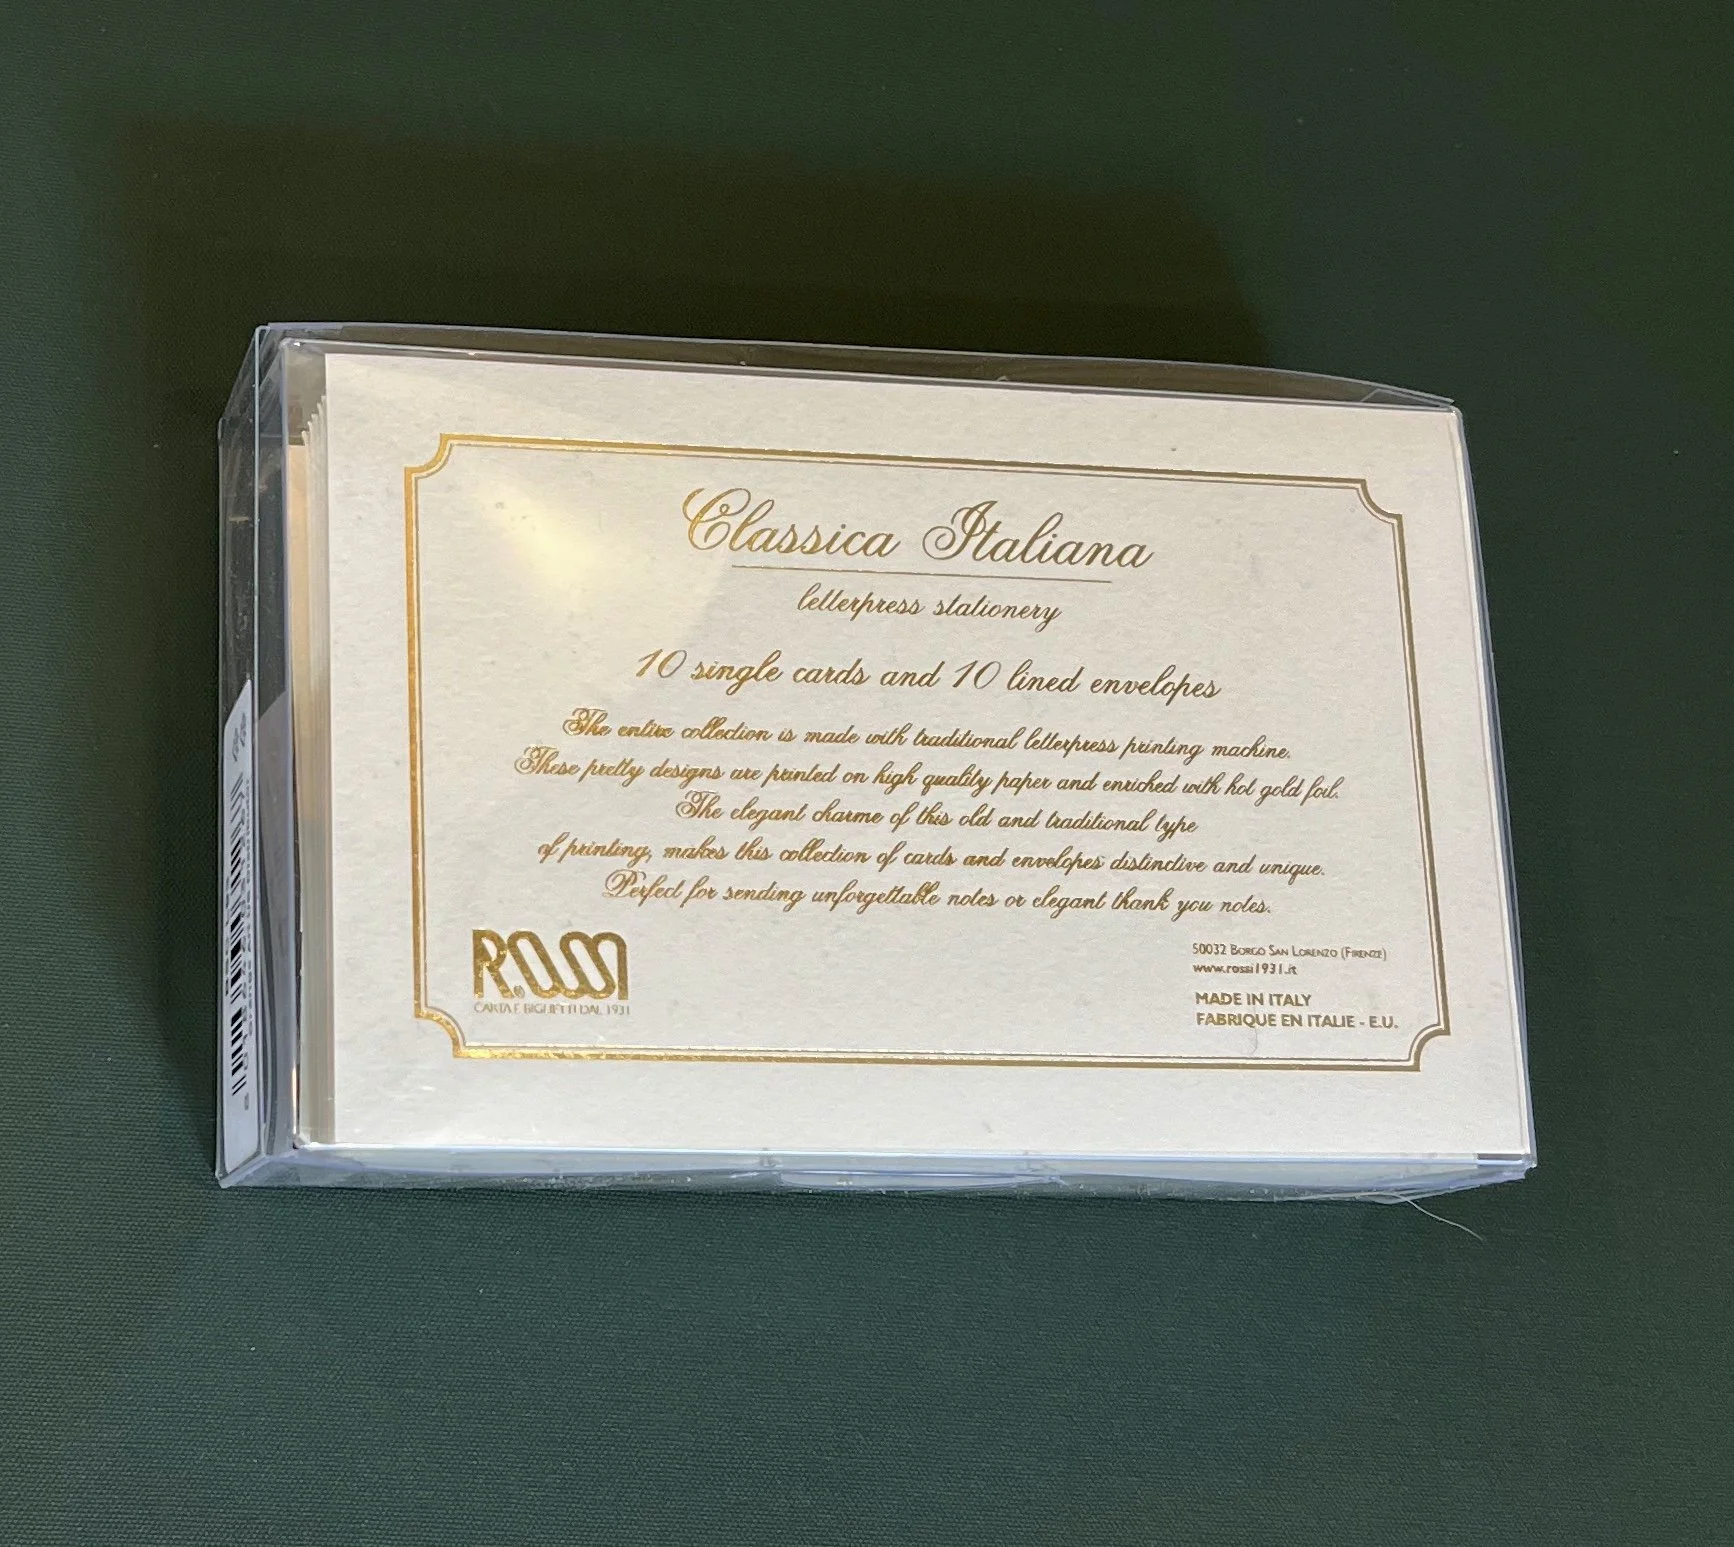 Classica Italiana
letterpress stationery
10 single cards and 10 lined envelopes
The entire collection is made with traditional letterpress printing machine.
These pretty designs are printed on high quality paper and enriched with hot gold foil.
The elegant charme of this old and traditional type
of printing, makes this collection of cards and envelopes distinctive and unique.
Perfect for sending unforgettable notes or elegant thank you notes.
ROSSI
CARTA E BIGLIETTI DAL 1931
50032 BORGO SAN LORENZO (FIRENZE)
www.rossi1931.it
MADE IN ITALY
FABRIQUE EN ITALIE - E.U.